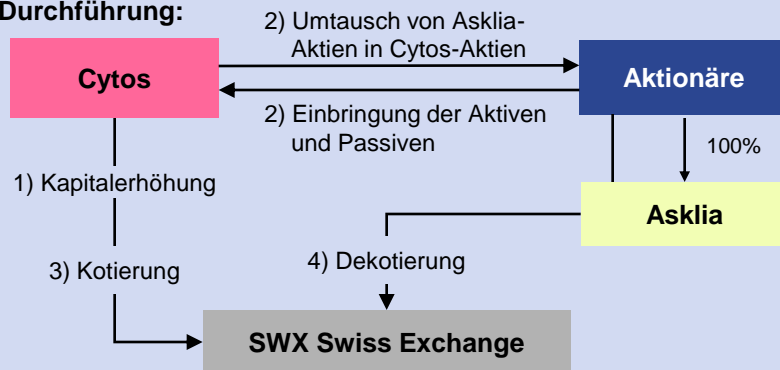 Durchführung:
2) Umtausch von Asklia-
Aktien in Cytos-Aktien
Cytos
Aktionäre
2) Einbringung der Aktiven
und Passiven
100%
1) Kapitalerhöhung
Asklia
3) Kotierung
4) Dekotierung
SWX Swiss Exchange